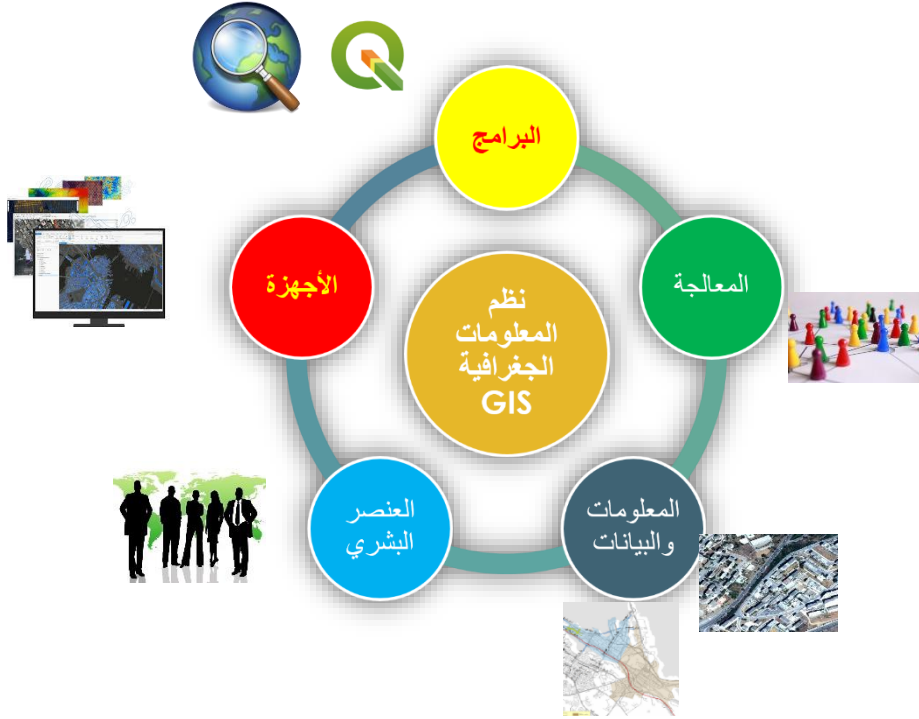 البرامج
المعالجة
الأجهزة
نظم
المعلومات
الجغرافية
GIS
المعلومات
والبيانات
العنصر
البشري